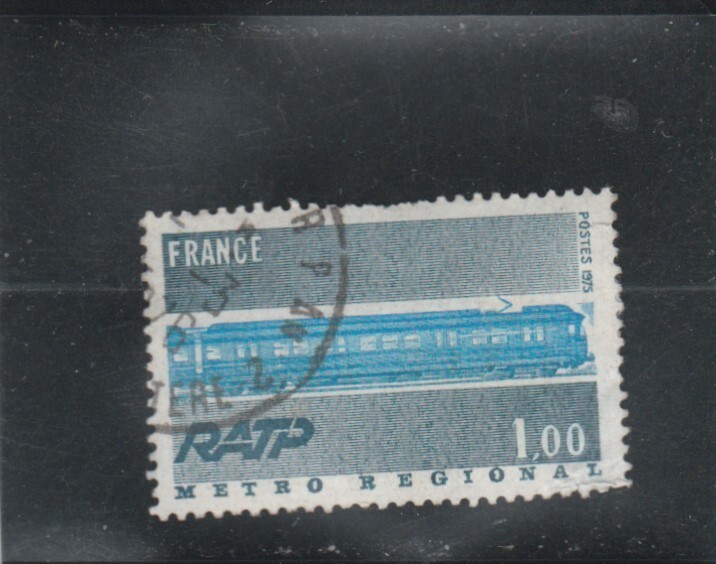 FRANCE
POSTES 1975
RATP
1,00
METRO REGIONAL